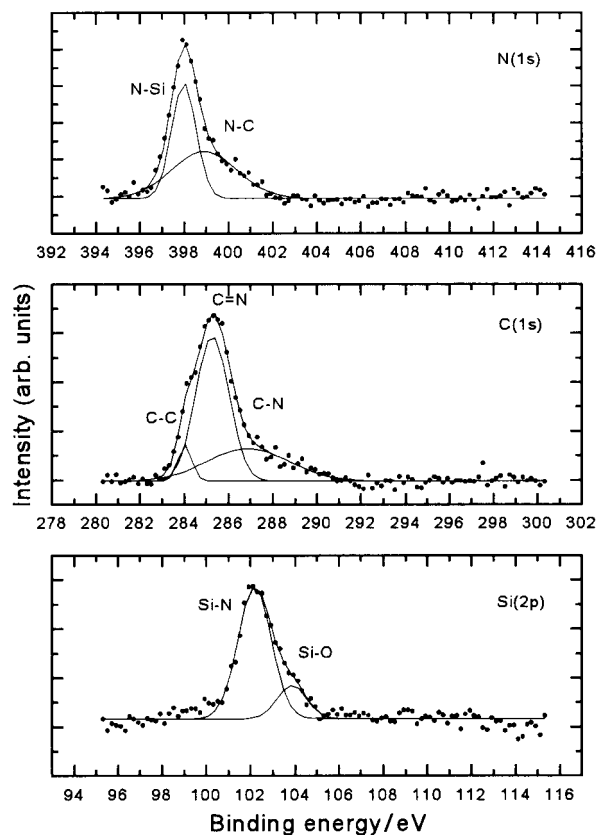 N(1s)
N-Si
N-C
392 394 396 398 400 402 404 406 408 410 412 414 416
C=N
C(1s)
C-C
C-N
Intensity (arb. units)
278 280 282 284 286 288 290 292 294 296 298 300 302
Si-N
Si(2p)
Si-O
94 96 98 100 102 104 106 108 110 112 114 116
Binding energy/eV